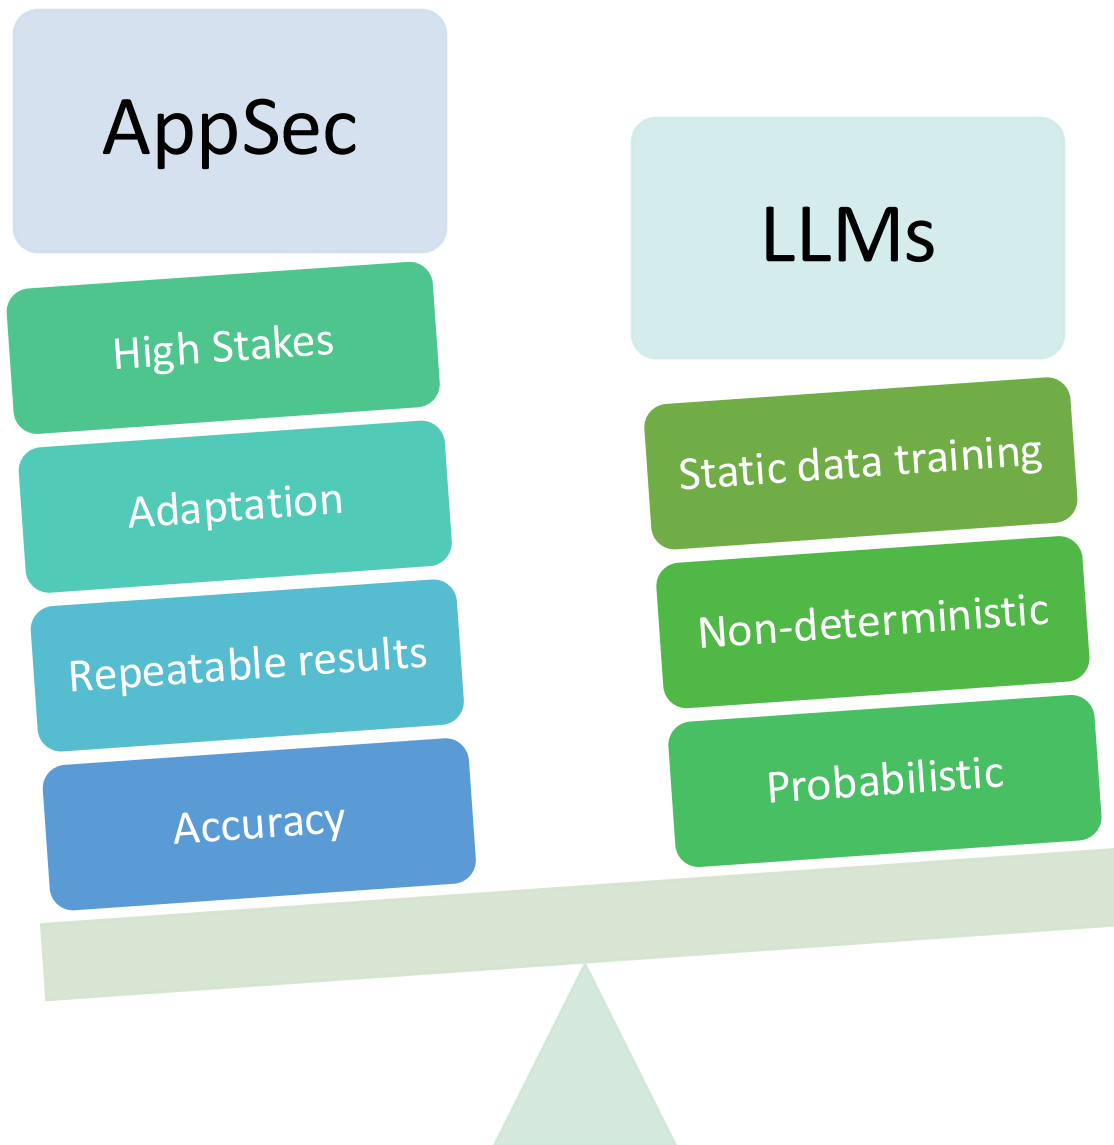 AppSec
High Stakes
Adaptation
Repeatable results
Accuracy
LLMs
Static data training
Non-deterministic
Probabilistic